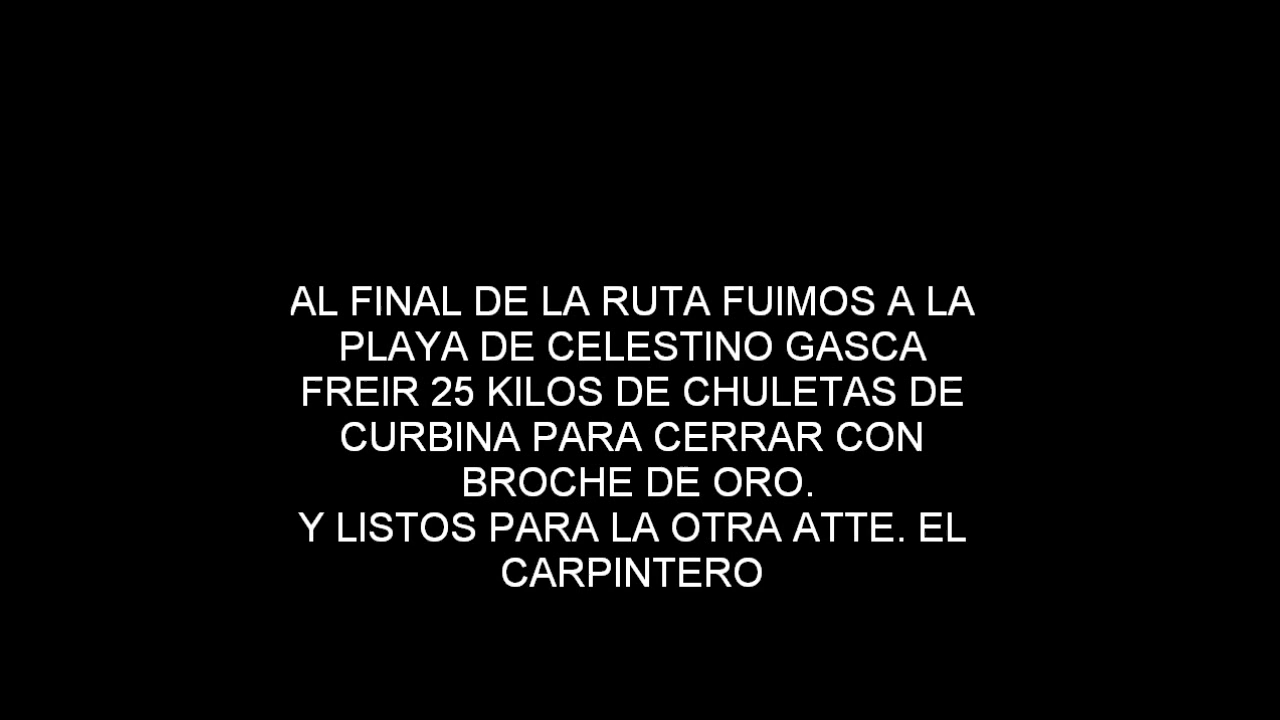 AL FINAL DE LA RUTA FUIMOS A LA
PLAYA DE CELESTINO GASCA
FREIR 25 KILOS DE CHULETAS DE
CURBINA PARA CERRAR CON
BROCHE DE ORO.
Y LISTOS PARA LA OTRA ATTE. EL
CARPINTERO